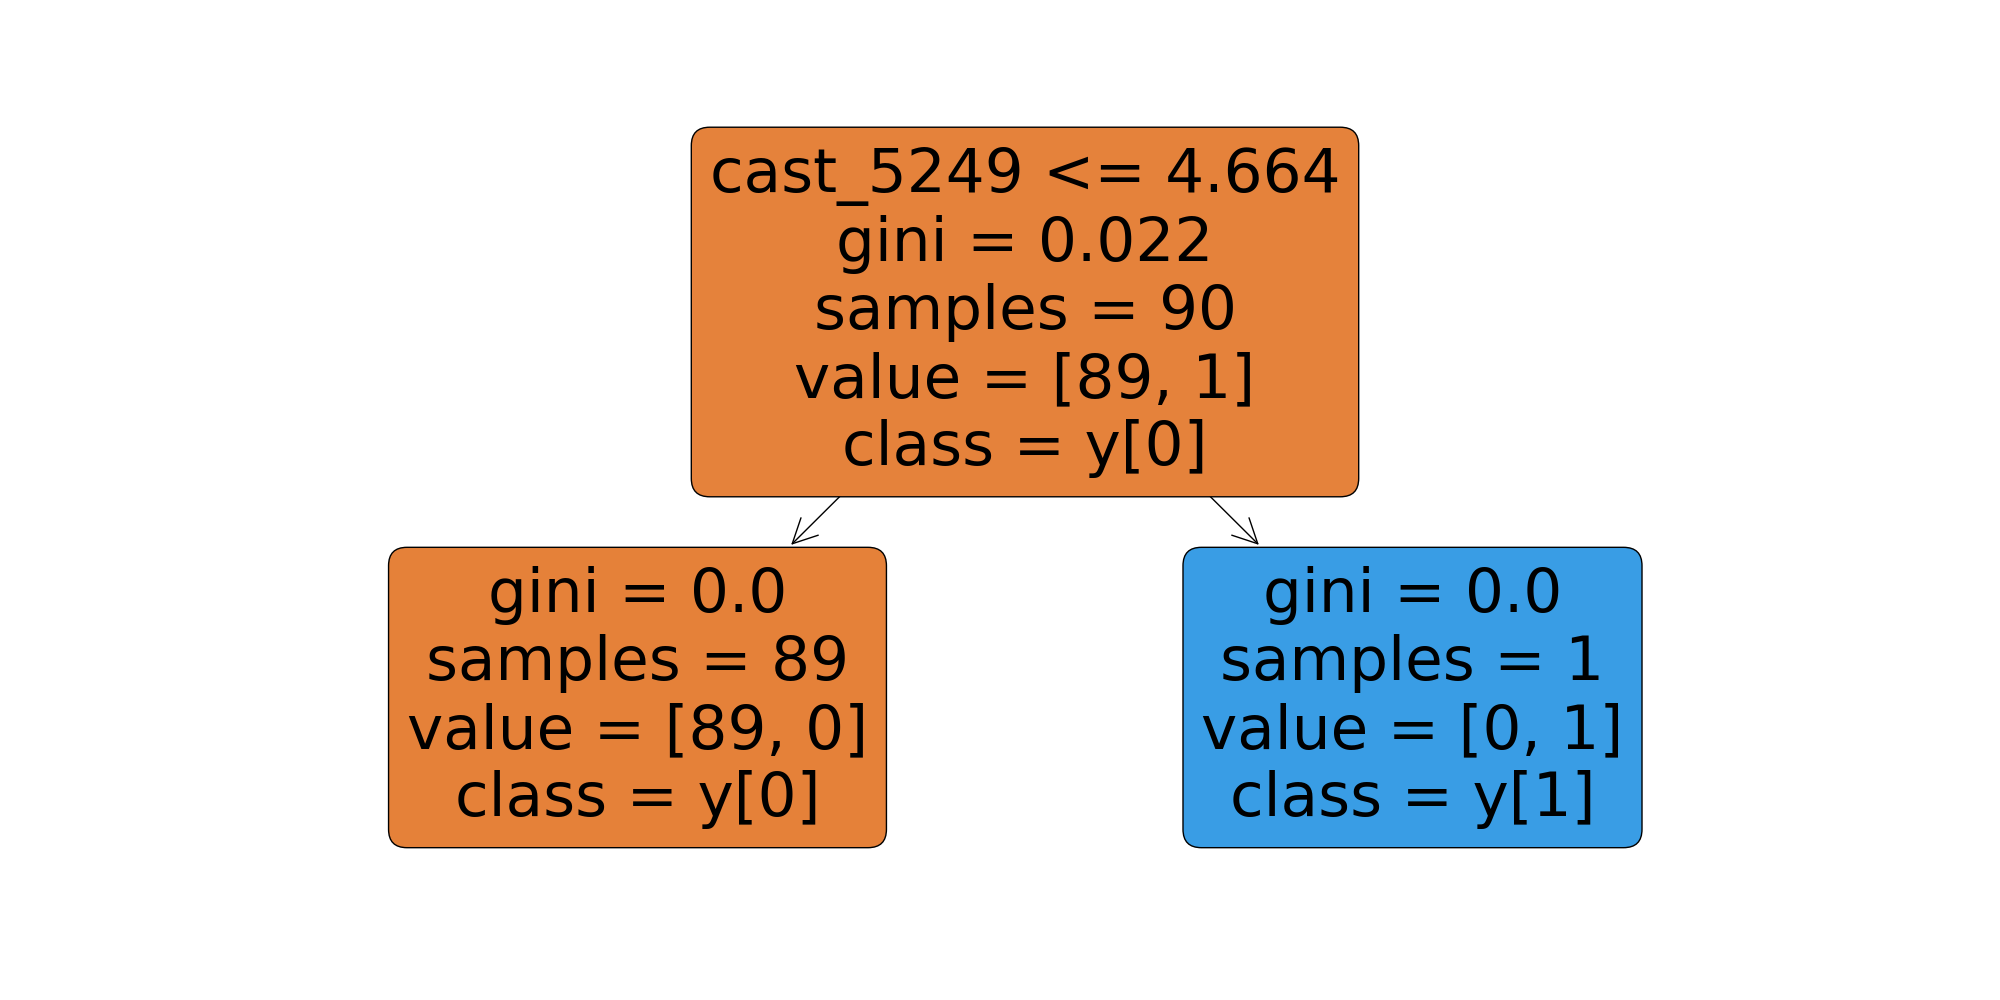 cast_5249 <= 4.664
gini = 0.022
samples = 90
value = [89, 1]
class = y[0]
gini = 0.0
samples = 89
value = [89, 0]
class = y[0]
gini = 0.0
samples = 1
value = [0, 1]
class = y[1]